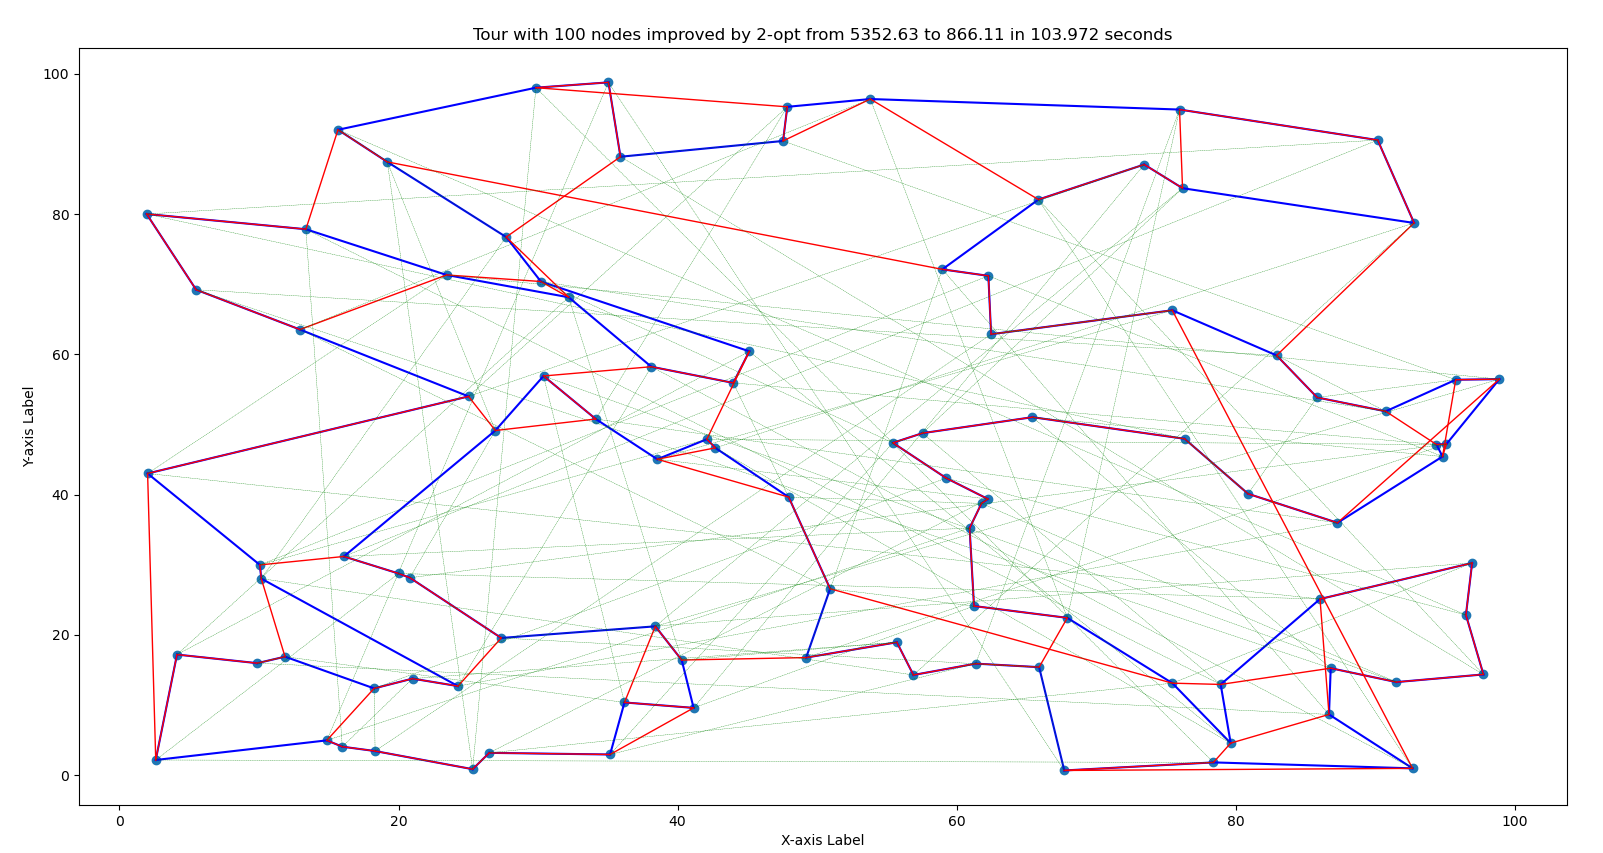 Tour with 100 nodes improved by 2-opt from 5352.63 to 866.11 in 103.972 seconds
100
80
60
40
20
0
Y-axis Label
0 20 40 60 80 100
X-axis Label